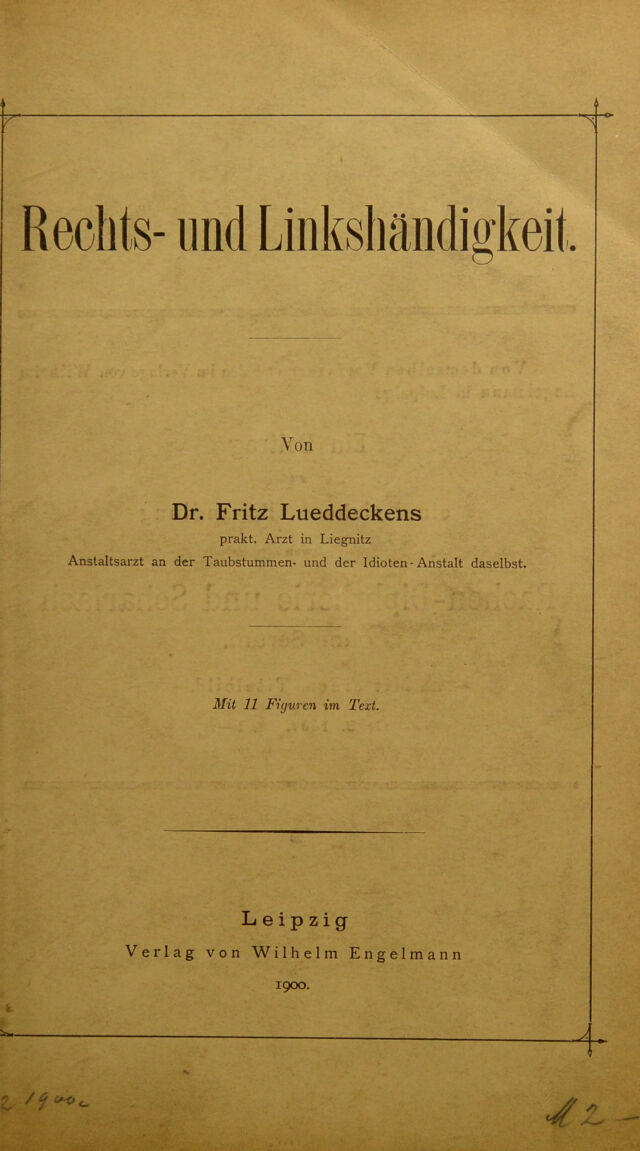 Rechts- und Linkshändigkeit.
Von
Dr. Fritz Lueddeckens
prakt. Arzt in Liegnitz
Anstaltsarzt an der Taubstummen- und der Idioten-Anstalt daselbst.
Mit 11 Figuren im Text.
Leipzig
Verlag von Wilhelm Engelmann
1900.
M 2 –